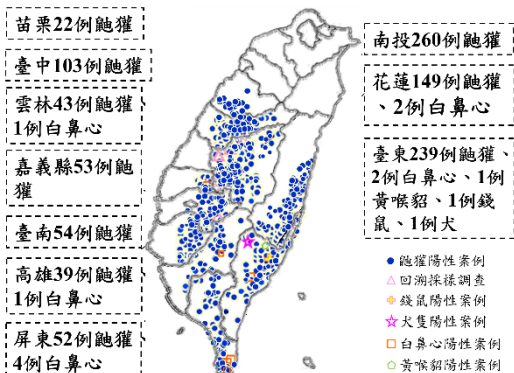 苗栗22例鼬獾
臺中103例鼬獾
雲林43例鼬獾
1例白鼻心
嘉義縣53例鼬
獾
臺南54例鼬獾
高雄39例鼬獾
1例白鼻心
屏東52例鼬獾
4例白鼻心
南投260例鼬獾
花蓮149例鼬獾
、2例白鼻心
臺東239例鼬獾、
2例白鼻心、1例
黃喉貂、1例錢
鼠、1例犬
鼬獾陽性案例
回溯採樣調查
錢鼠陽性案例
犬隻陽性案例
白鼻心陽性案例
黃喉貂陽性案例